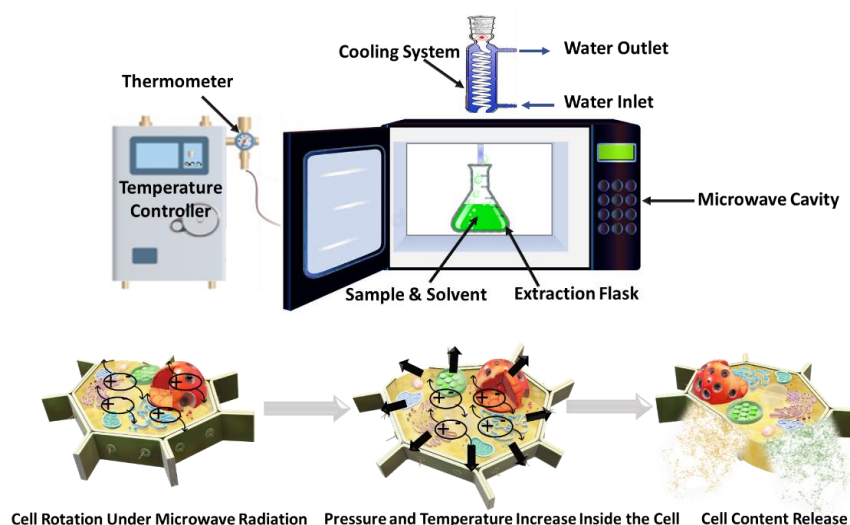 Cooling System
Water Outlet
Thermometer
Water Inlet
Temperature
Controller
Microwave Cavity
Sample & Solvent
Extraction Flask
Cell Rotation Under Microwave Radiation
Pressure and Temperature Increase Inside the Cell
Cell Content Release